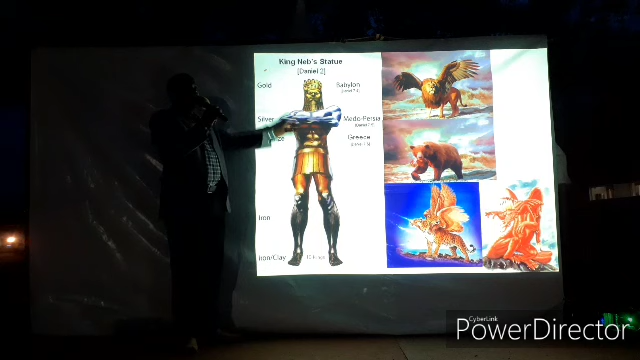 King Neb's Statue
[Daniel 2]
Gold
Babylon
Silver
Medo-Persia
Greece
Iron
Iron/Clay
CyberLink
PowerDirector